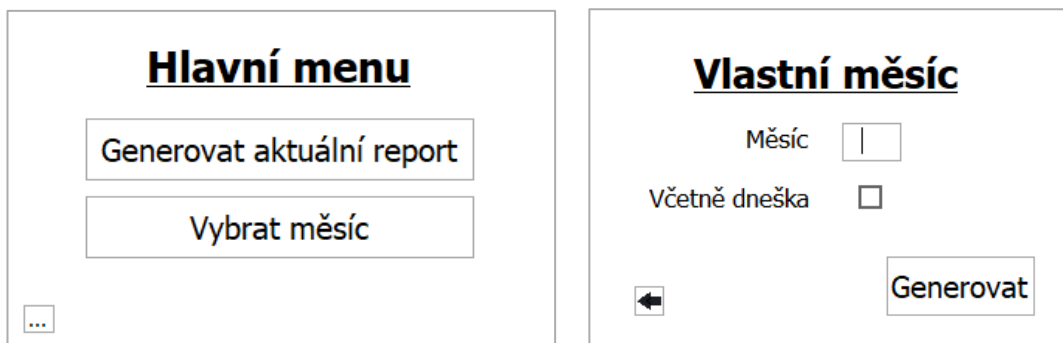 Hlavní menu
Generovat aktuální report
Vybrat měsíc
...
Vlastní měsíc
Měsíc
Včetně dneška
Generovat